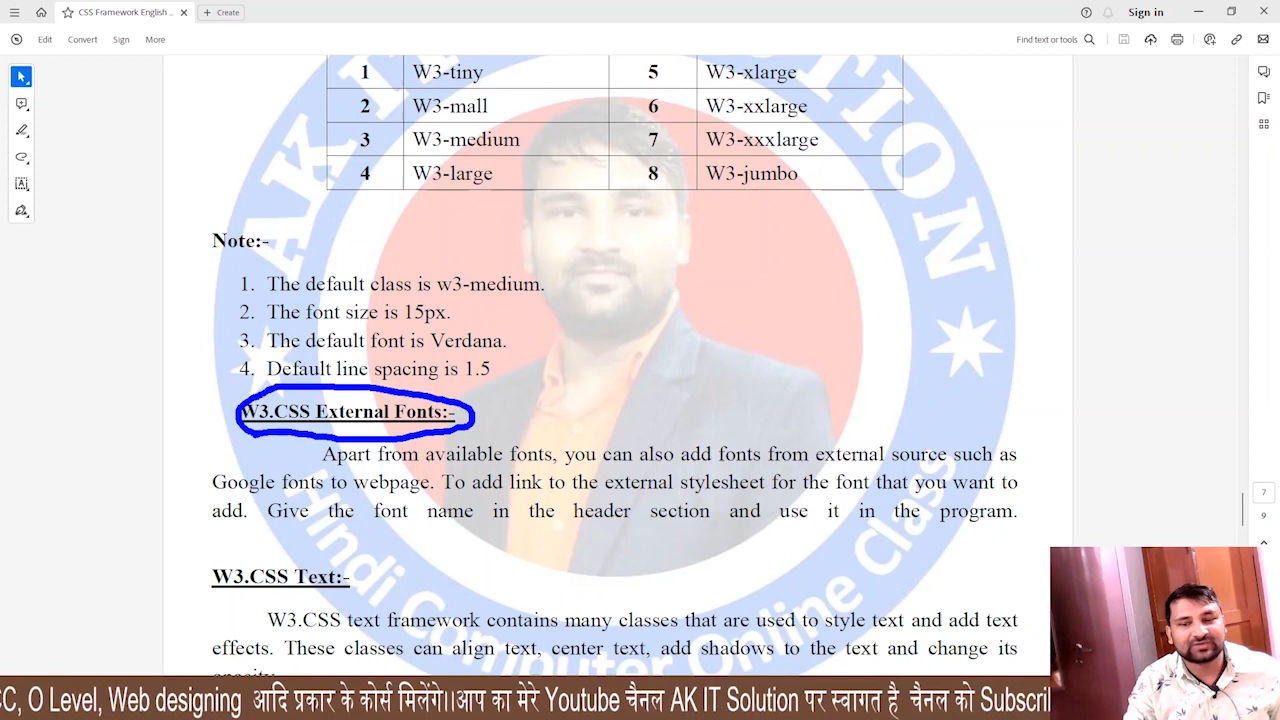 CSS Framework English ..
Create
Sign in
Edit Convert Sign More
Find text or tools
1 W3-tiny 5 W3-xlarge
2 W3-mall 6 W3-xxlarge
3 W3-medium 7 W3-xxxlarge
4 W3-large 8 W3-jumbo
Note:-
1. The default class is w3-medium.
2. The font size is 15px.
3. The default font is Verdana.
4. Default line spacing is 1.5
W3.CSS External Fonts:-
Apart from available fonts, you can also add fonts from external source such as
Google fonts to webpage. To add link to the external stylesheet for the font that you want to
add. Give the font name in the header section and use it in the program.
7
9
W3.CSS Text:-
W3.CSS text framework contains many classes that are used to style text and add text
effects. These classes can align text, center text, add shadows to the text and change its
Hindi Computer Online Class
CC, O Level, Web designing आदि प्रकार के कोर्स मिलेंगे।।आप का मेरे Youtube चैनल AK IT Solution पर स्वागत है चैनल को Subscri